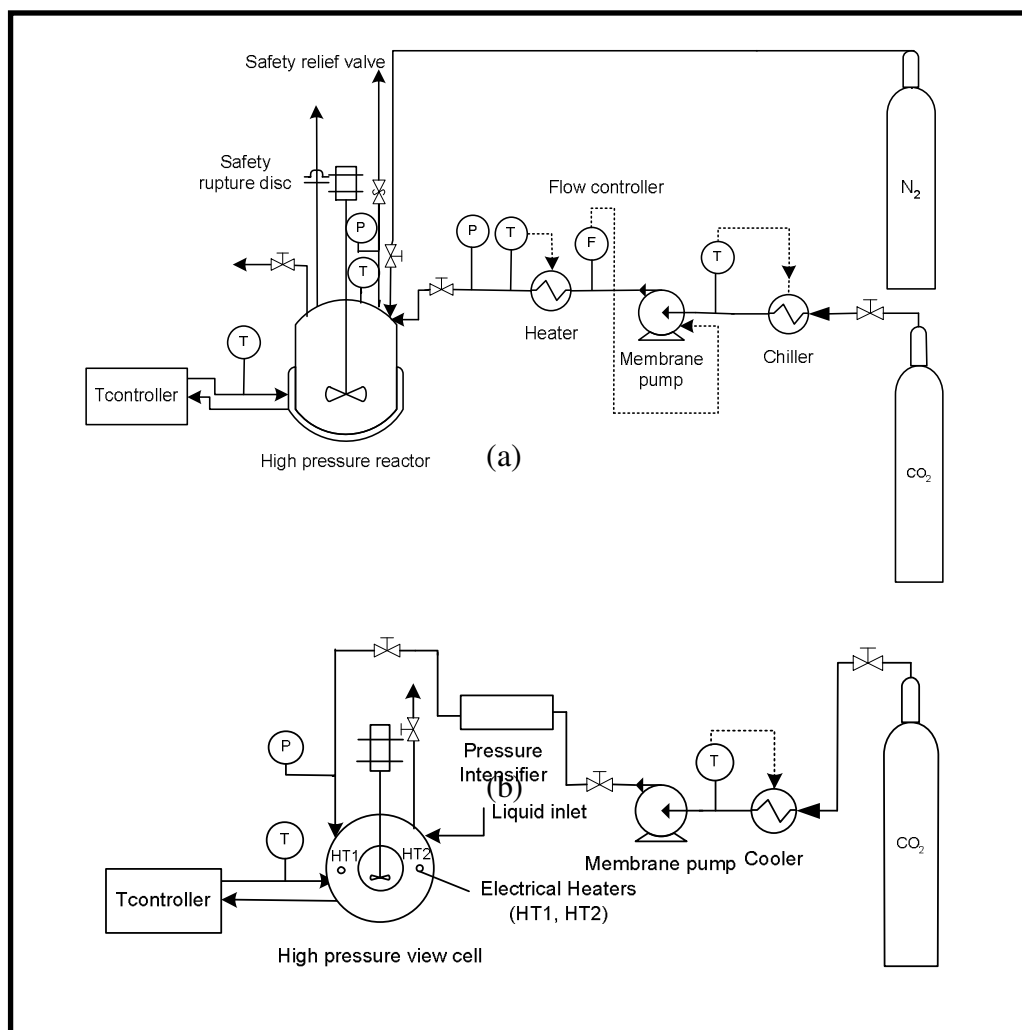 Safety relief valve
Safety
rupture disc
N2
Flow controller
P
P
T
F
T
T
T
Heater
Membrane
pump
Chiller
Tcontroller
CO2
High pressure reactor
(a)
P
Pressure
Intensifier
(b)
T
Liquid inlet
CO2
T
HT1
HT2
Membrane pump
Cooler
Tcontroller
Electrical Heaters
(HT1, HT2)
High pressure view cell